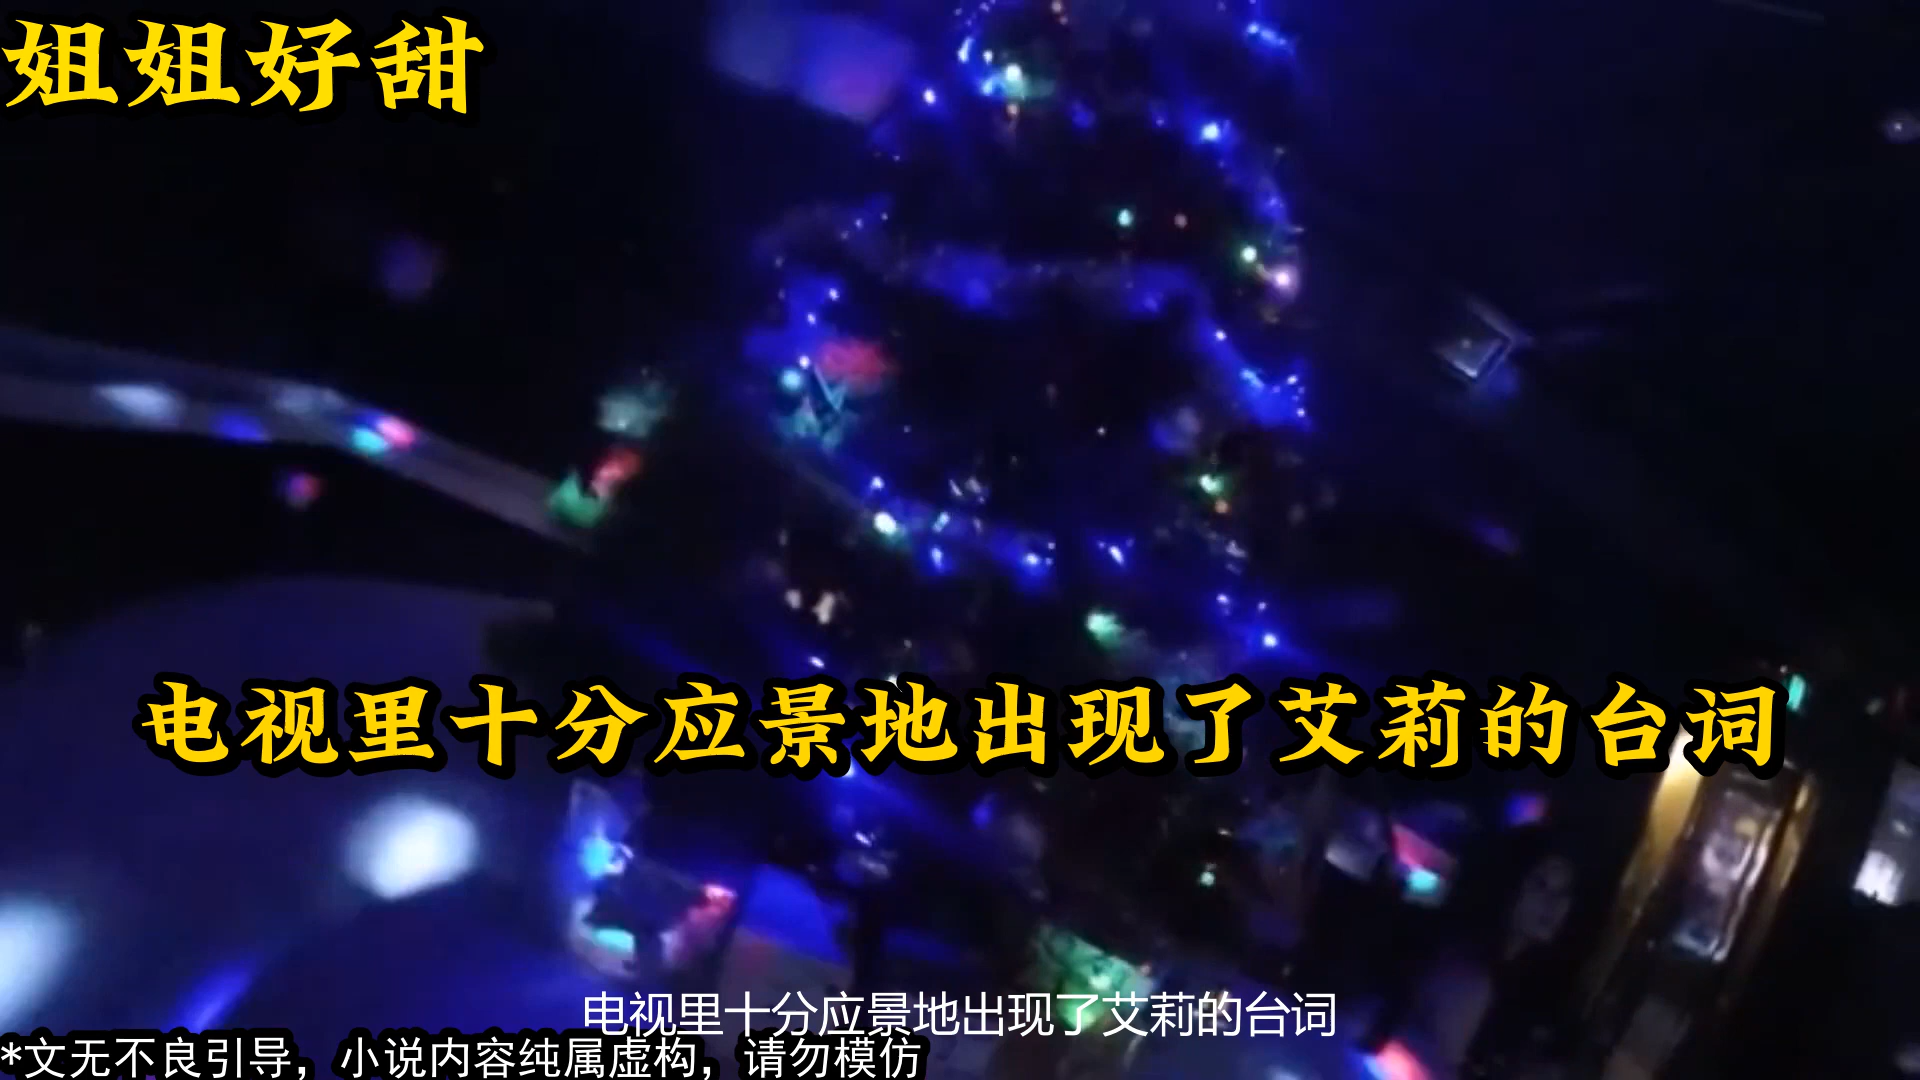 姐姐好甜
电视里十分应景地出现了艾莉的台词
电视里十分应景地出现了艾莉的台词
*文无不良引导，小说内容纯属虚构，请勿模仿